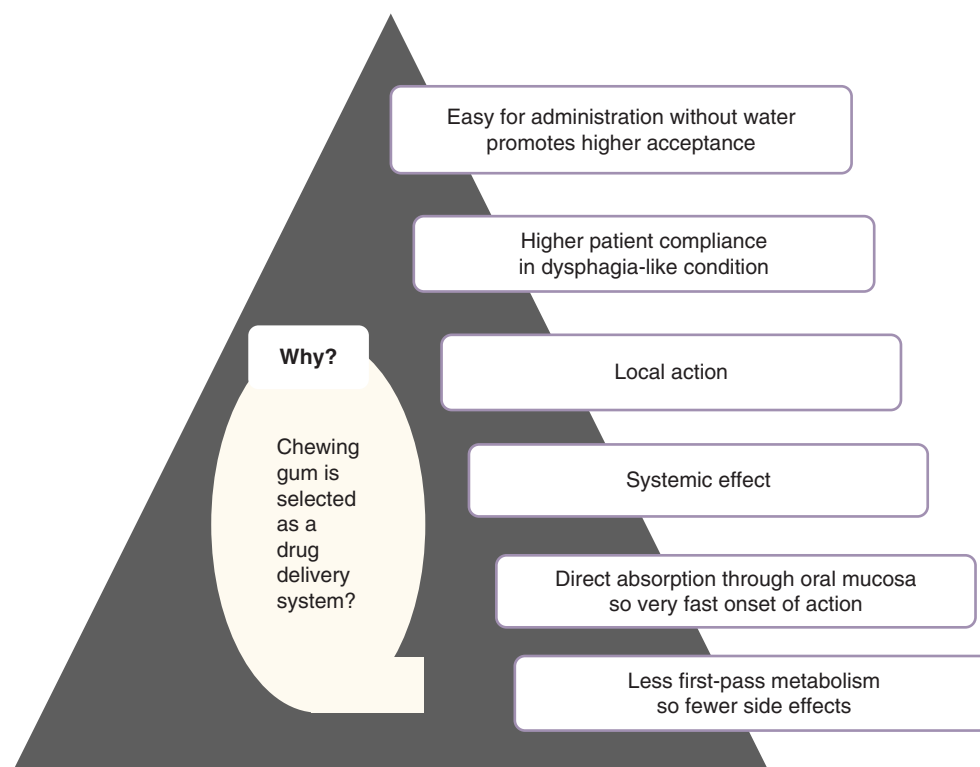 Easy for administration without water
promotes higher acceptance
Higher patient compliance
in dysphagia-like condition
Why?
Local action
Chewing
gum is
selected
as a
drug
delivery
system?
Systemic effect
Direct absorption through oral mucosa
so very fast onset of action
Less first-pass metabolism
so fewer side effects